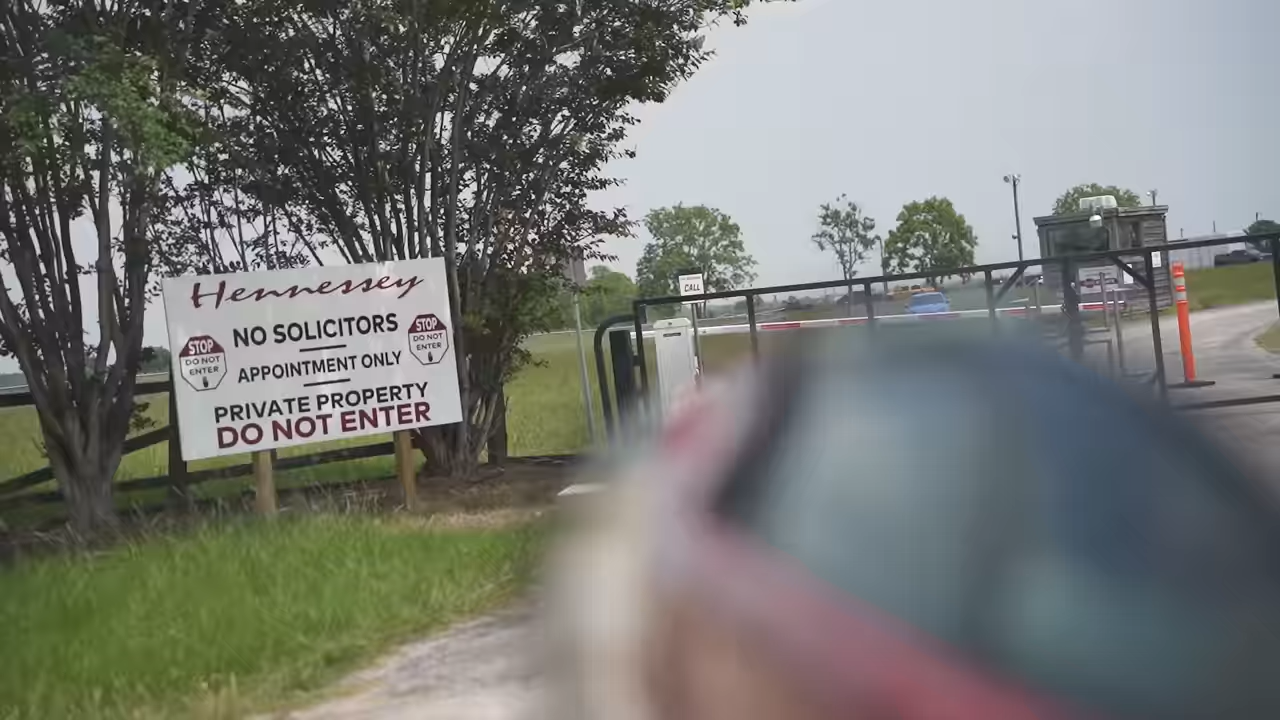 Hennessey
NO SOLICITORS
STOP
DO NOT
ENTER
APPOINTMENT ONLY
STOP
DO NOT
ENTER
PRIVATE PROPERTY
DO NOT ENTER
CALL